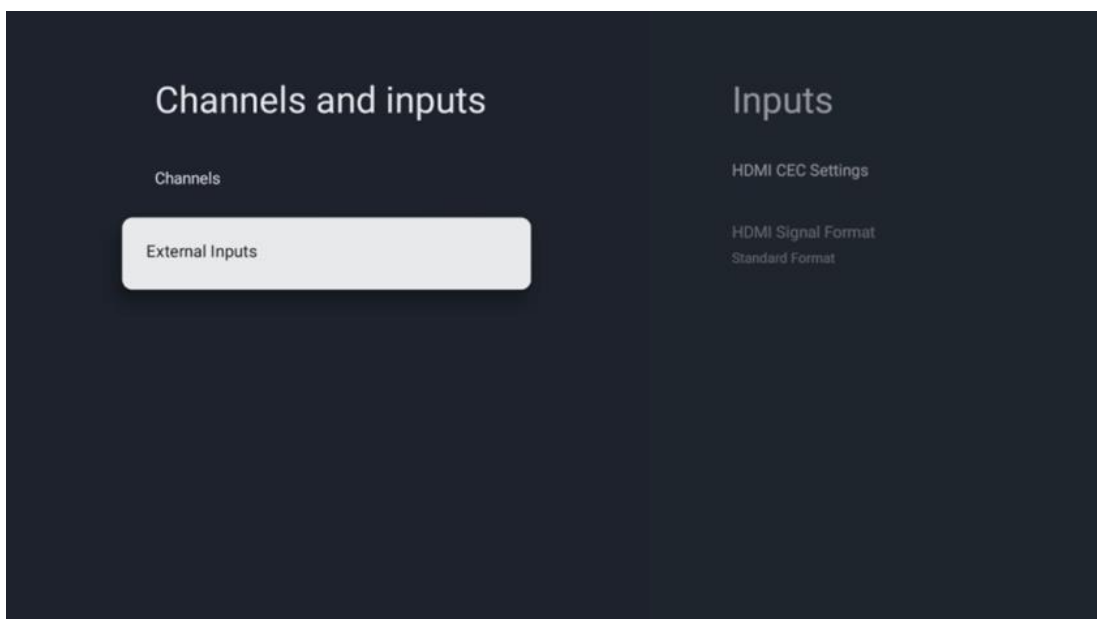 Channels and inputs
Channels
External Inputs
Inputs
HDMI CEC Settings
HDMI Signal Format
Standard Format